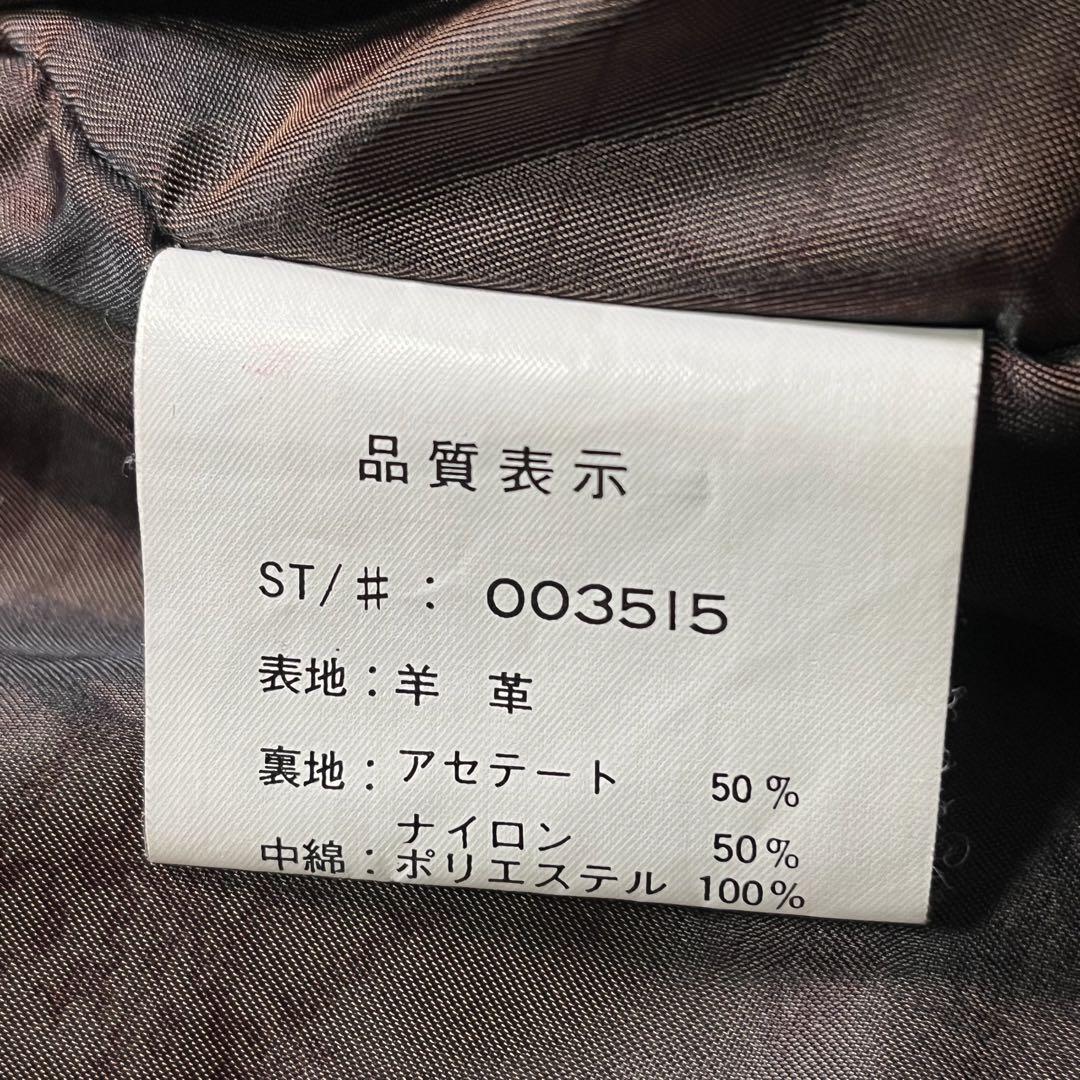 品質表示
ST/# : 003515
表地:羊 革
裏地:アセテート 50%
ナイロン 50%
中綿:ポリエステル 100%